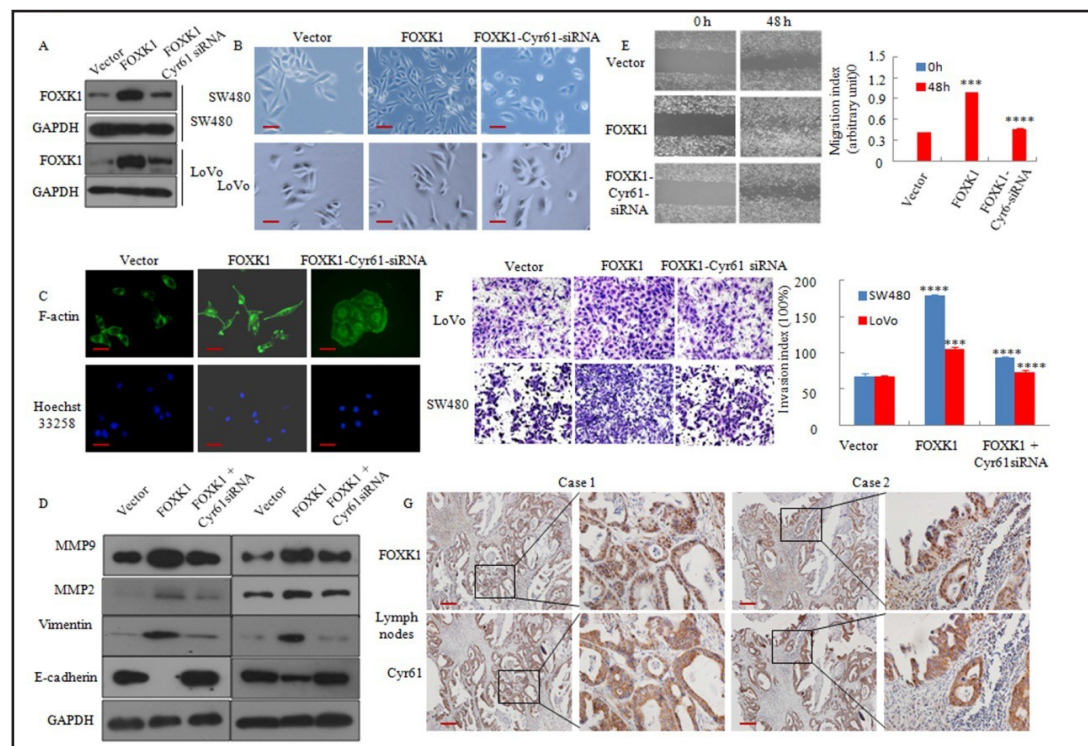 A
Vector
FOXK1
FOXK1
Cyr61 siRNA
FOXK1
SW480
GAPDH
FOXK1
LoVo
GAPDH
B
Vector
FOXK1
FOXK1-Cyr61-siRNA
SW480
LoVo
E
0 h
48 h
Vector
FOXK1
FOXK1-
Cyr61-
siRNA
Migration index
(arbitrary unit)0
1.5
1.2
0.9
0.6
0.3
0
0h
48h
***
****
Vector
FOXK1
FOXK1-
Cyr6-siRNA
C
Vector
FOXK1
FOXK1-Cyr61-siRNA
F-actin
Hoechst
33258
F
Vector
FOXK1
FOXK1-Cyr61 siRNA
LoVo
SW480
Invasion index (100%)
200
150
100
50
0
SW480
LoVo
****
***
****
****
Vector
FOXK1
FOXK1 +
Cyr61siRNA
D
Vector
FOXK1
FOXK1 +
Cyr61siRNA
Vector
FOXK1
FOXK1 +
Cyr61siRNA
MMP9
MMP2
Vimentin
E-cadherin
GAPDH
G
Case 1
Case 2
FOXK1
Lymph
nodes
Cyr61